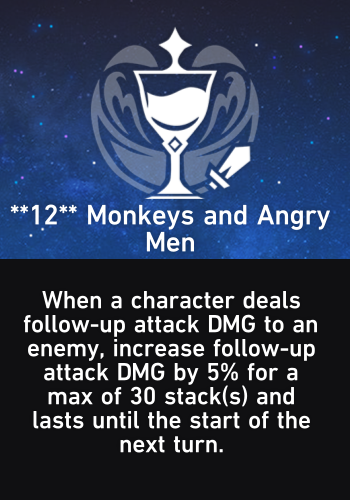 **12** Monkeys and Angry
Men
When a character deals
follow-up attack DMG to an
enemy, increase follow-up
attack DMG by 5% for a
max of 30 stack(s) and
lasts until the start of the
next turn.